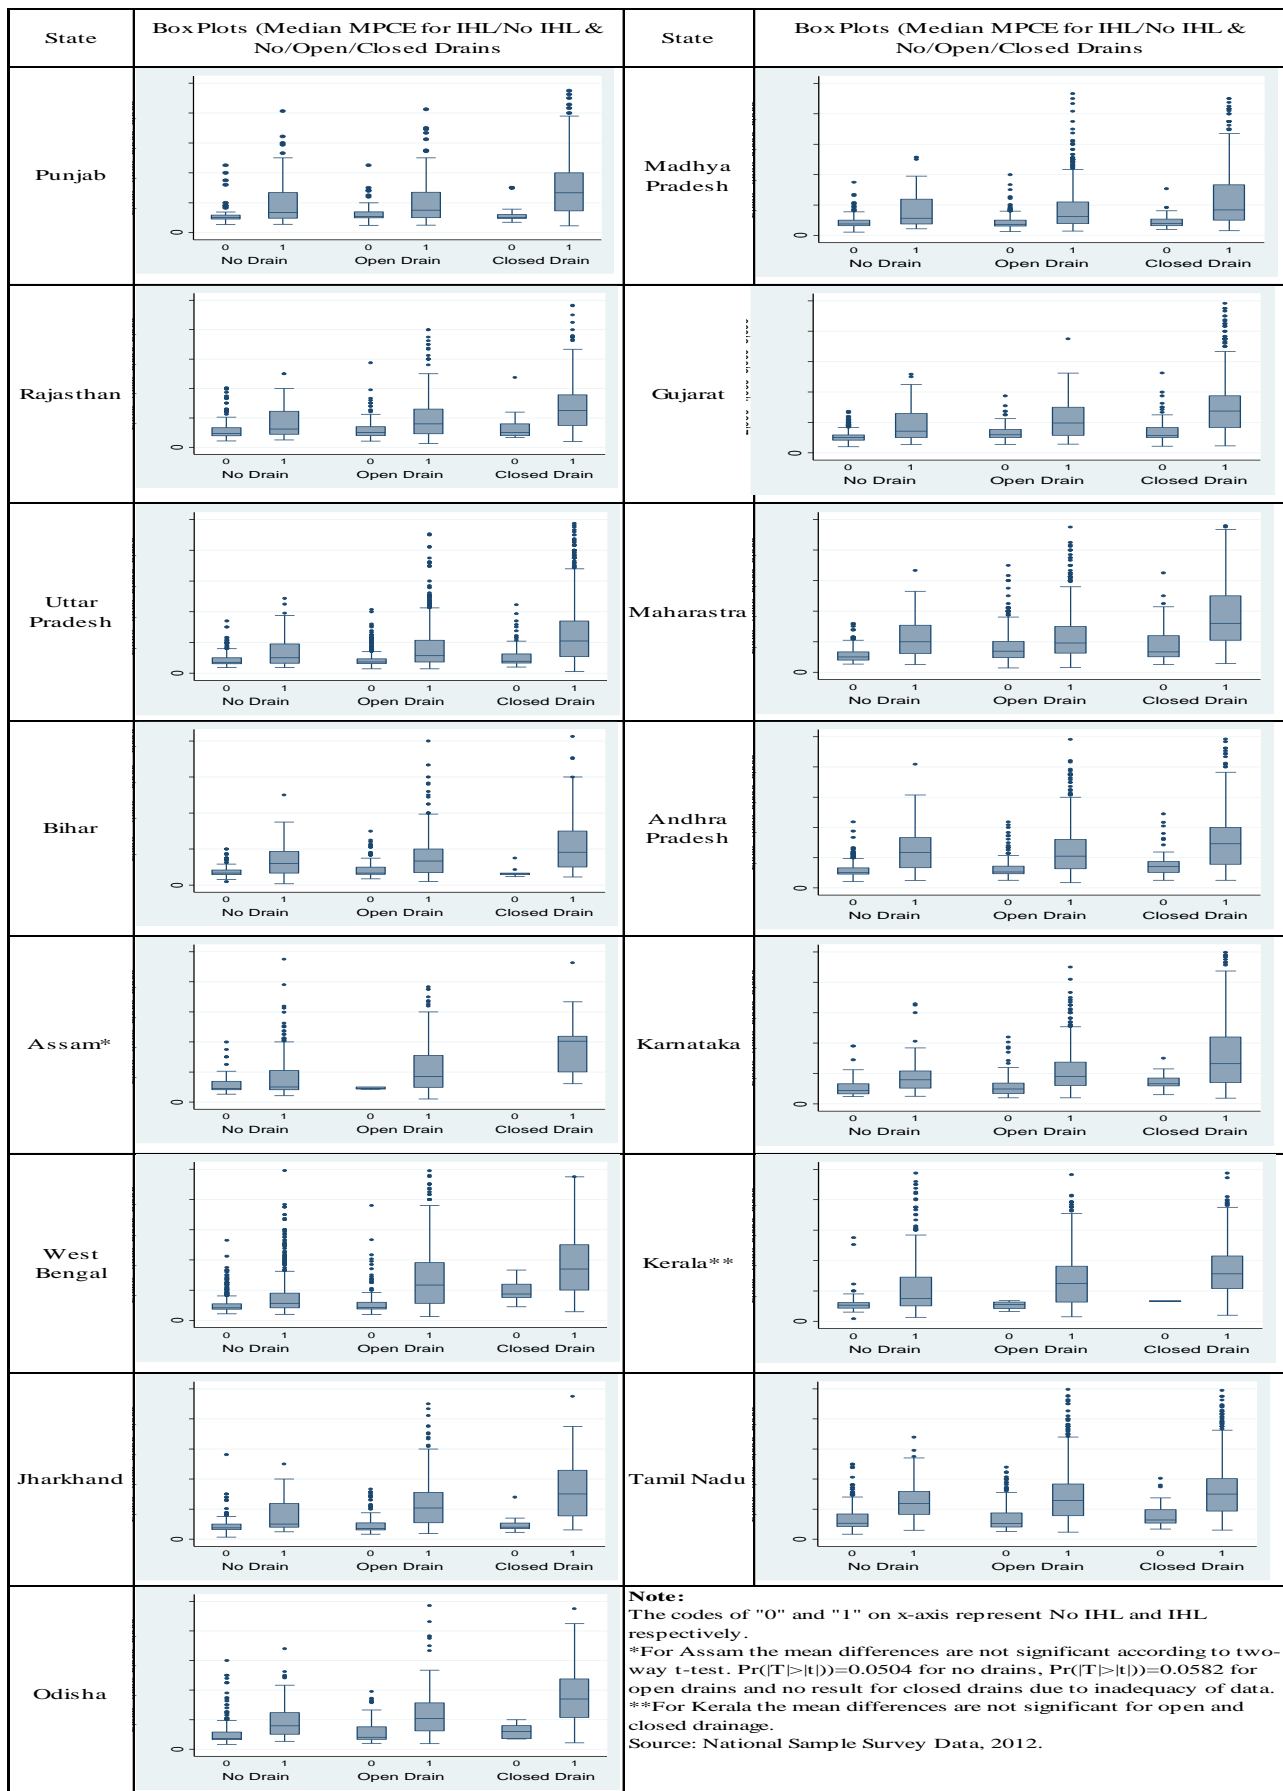 State
Box Plots (Median MPCE for IHL/No IHL &
No/Open/Closed Drains
State
Box Plots (Median MPCE for IHL/No IHL &
No/Open/Closed Drains
Punjab
0
0 1 0 1 0 1
No Drain Open Drain Closed Drain
Madhya
Pradesh
0
0 1 0 1 0 1
No Drain Open Drain Closed Drain
Rajasthan
0
0 1 0 1 0 1
No Drain Open Drain Closed Drain
Gujarat
0
0 1 0 1 0 1
No Drain Open Drain Closed Drain
Uttar
Pradesh
0
0 1 0 1 0 1
No Drain Open Drain Closed Drain
Maharastra
0
0 1 0 1 0 1
No Drain Open Drain Closed Drain
Bihar
0
0 1 0 1 0 1
No Drain Open Drain Closed Drain
Andhra
Pradesh
0
0 1 0 1 0 1
No Drain Open Drain Closed Drain
Assam*
0
0 1 0 1 0 1
No Drain Open Drain Closed Drain
Karnataka
0
0 1 0 1 0 1
No Drain Open Drain Closed Drain
West
Bengal
0
0 1 0 1 0 1
No Drain Open Drain Closed Drain
Kerala**
0
0 1 0 1 0 1
No Drain Open Drain Closed Drain
Jharkhand
0
0 1 0 1 0 1
No Drain Open Drain Closed Drain
Tamil Nadu
0
0 1 0 1 0 1
No Drain Open Drain Closed Drain
Odisha
0
0 1 0 1 0 1
No Drain Open Drain Closed Drain
Note:
The codes of "0" and "1" on x-axis represent No IHL and IHL
respectively.
*For Assam the mean differences are not significant according to two-
way t-test. Pr(|T|>|t|))=0.0504 for no drains, Pr(|T|>|t|))=0.0582 for
open drains and no result for closed drains due to inadequacy of data.
**For Kerala the mean differences are not significant for open and
closed drainage.
Source: National Sample Survey Data, 2012.